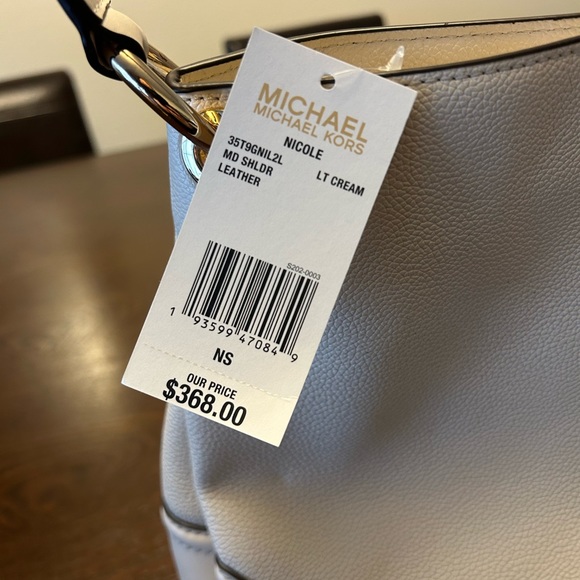 MICHAEL
MICHAEL KORS
NICOLE
35T9GNIL2L
MD SHLDR LT CREAM
LEATHER
S202-0003
1 93599 47084 9
NS
OUR PRICE
$368.00